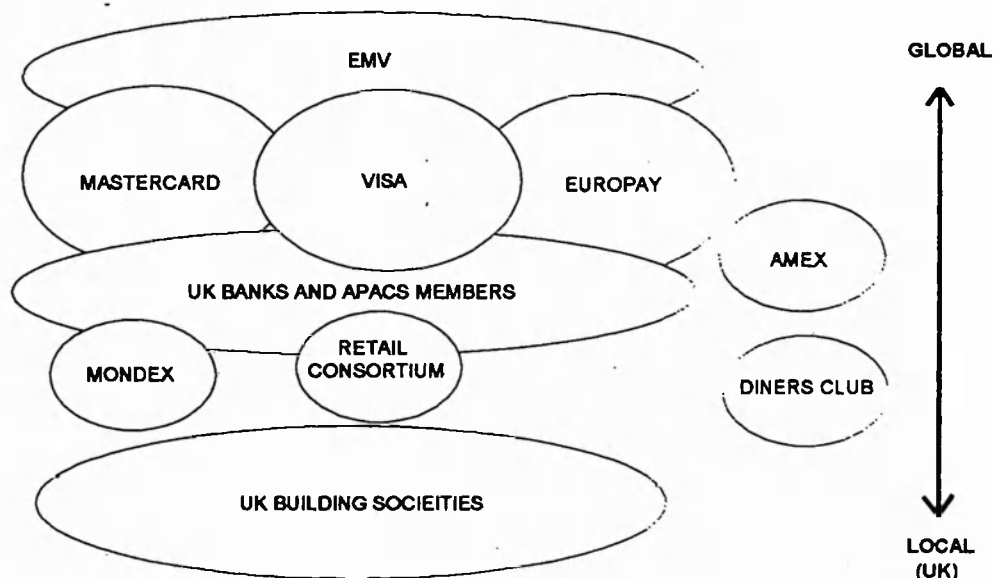 EMV
GLOBAL
MASTERCARD
VISA
EUROPAY
AMEX
UK BANKS AND APACS MEMBERS
MONDEX
RETAIL
CONSORTIUM
DINERS CLUB
UK BUILDING SOCIEITIES
LOCAL
(UK)